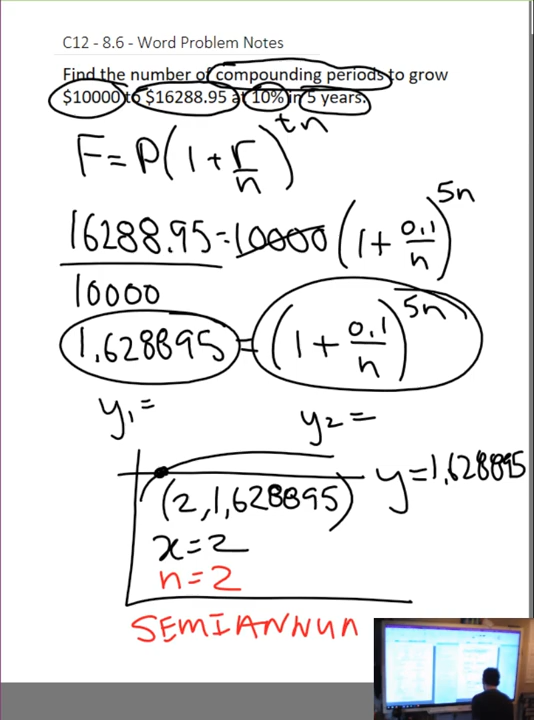 C12 - 8.6 - Word Problem Notes
Find the number of compounding periods to grow
$10000 to $16288.95 at 10% in 5 years.
F = P(1 + r/n)^tn
16288.95 = 10000 (1 + 0.1/n)^5n
10000
1.628895 = (1 + 0.1/n)^5n
y₁ = y₂ =
y = 1.628895
(2, 1.628895)
x = 2
n = 2
SEMIANNUA